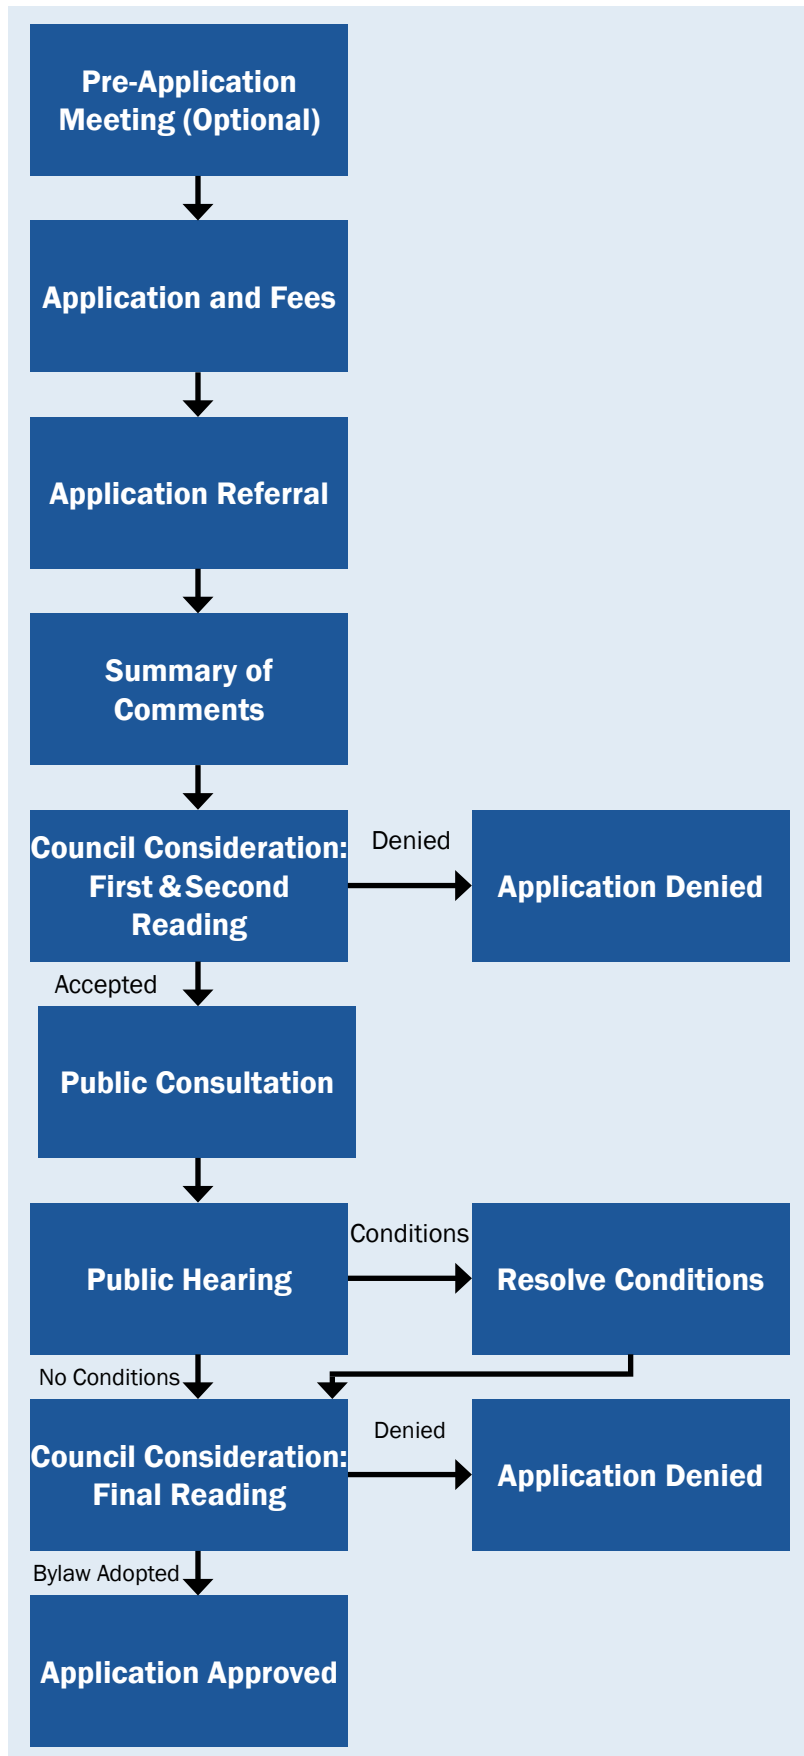 Pre-Application
Meeting (Optional)
Application and Fees
Application Referral
Summary of
Comments
Council Consideration:
First & Second
Reading
Denied
Application Denied
Accepted
Public Consultation
Public Hearing
Conditions
Resolve Conditions
No Conditions
Council Consideration:
Final Reading
Denied
Application Denied
Bylaw Adopted
Application Approved